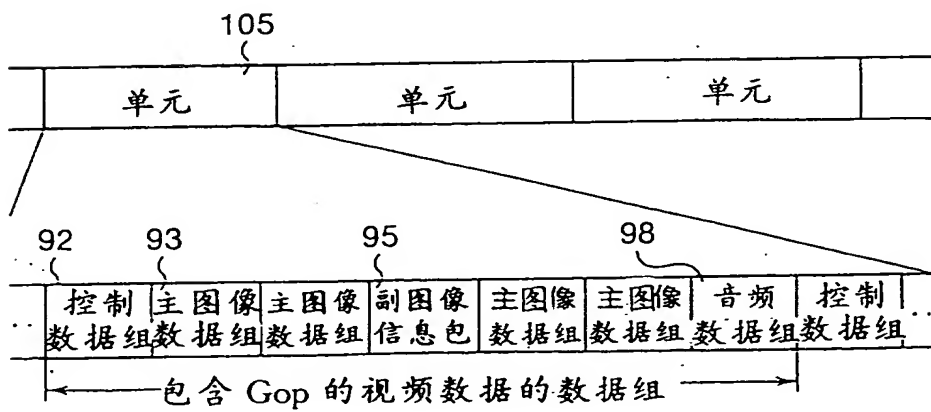 105
单元 单元 单元
92 93 95 98
控制 主图像 主图像 副图像 主图像 主图像 音频 控制
数据组 数据组 数据组 信息包 数据组 数据组 数据组 数据组
包含 Gop 的视频数据的数据组